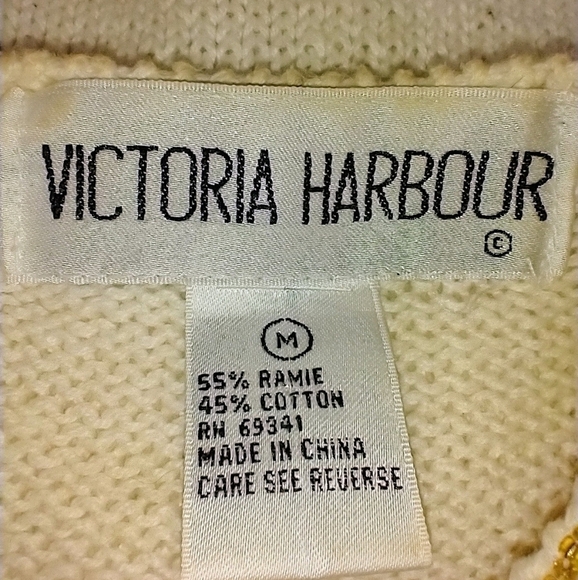 VICTORIA HARBOUR
©
M
55% RAMIE
45% COTTON
RN 69341
MADE IN CHINA
CARE SEE REVERSE